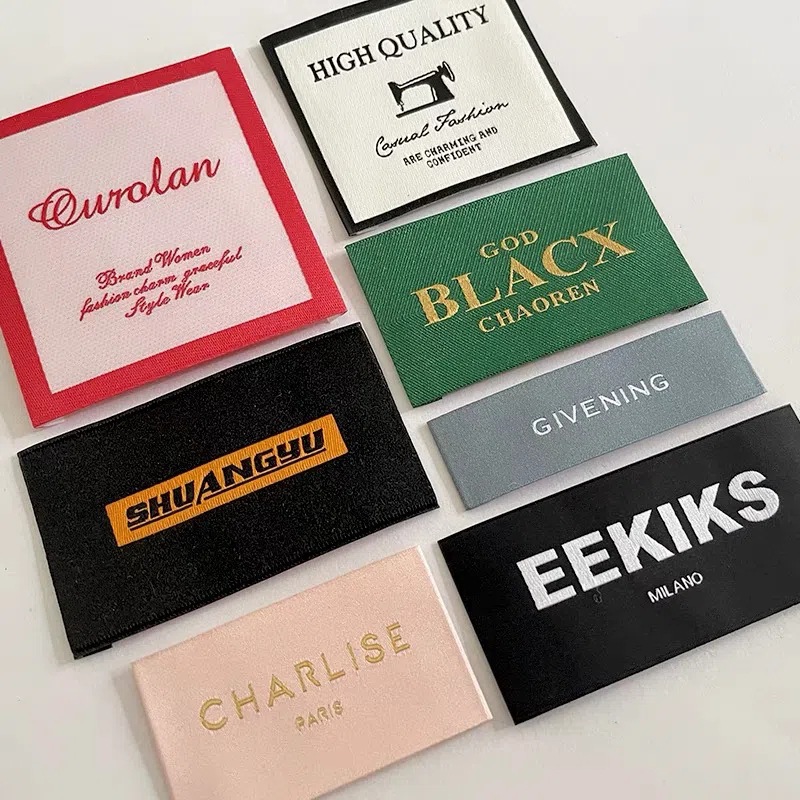 Ourolan
Brand Women
fashion charm graceful
Style Wear
HIGH QUALITY
Casual Fashion
ARE CHARMING AND
CONFIDENT
GOD
BLACX
CHAOREN
GIVENING
SHUANGYU
EEKIKS
MILANO
CHARLISE
PARIS